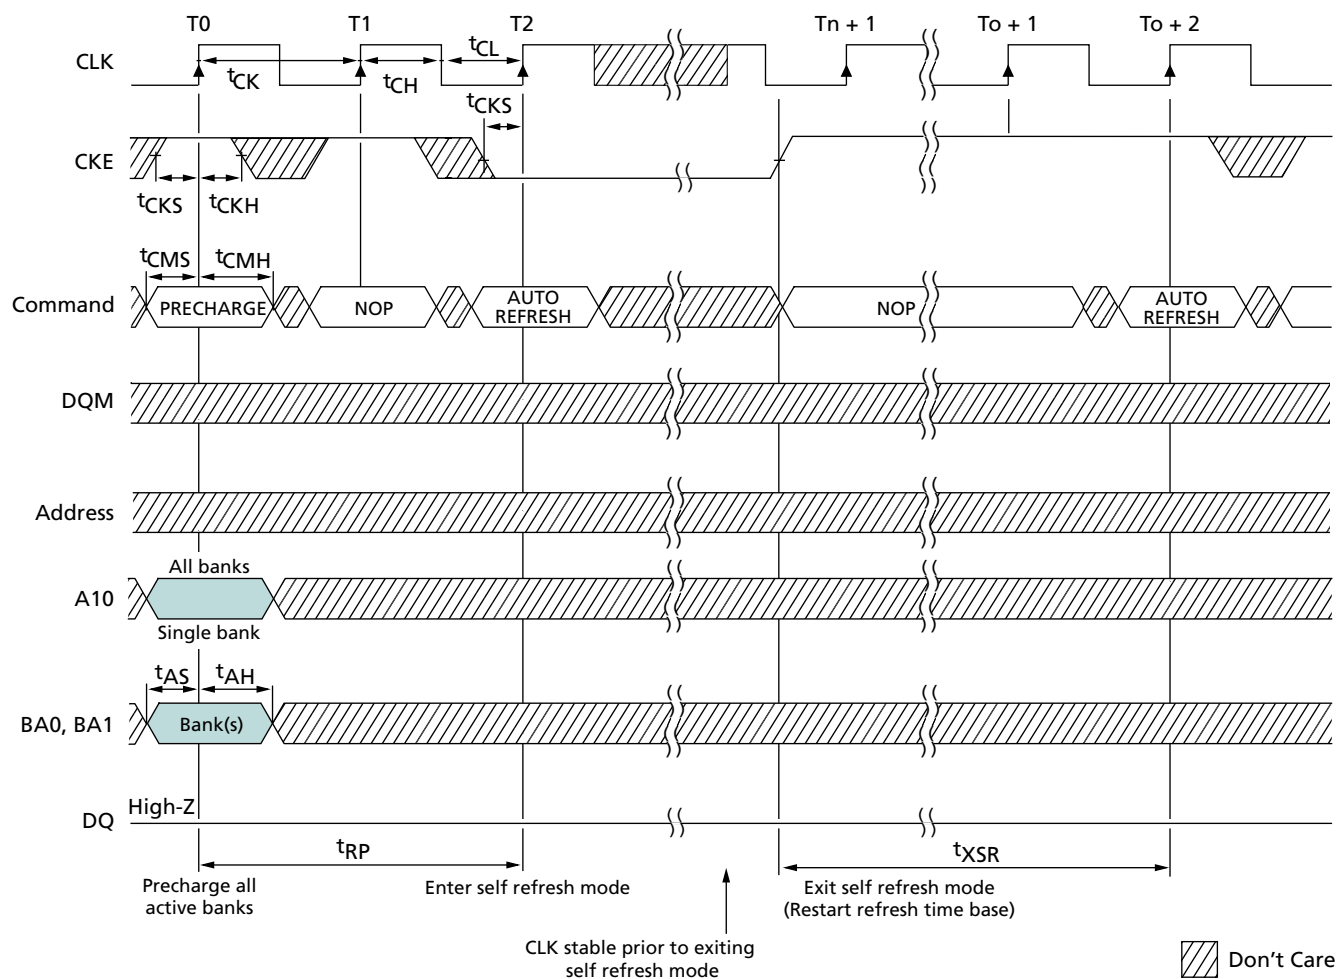 T0 T1 T2 Tn + 1 To + 1 To + 2
CLK
tCK tCH tCL
tCKS
CKE
tCKS tCKH
tCMS tCMH
Command PRECHARGE NOP AUTO REFRESH NOP AUTO REFRESH
DQM
Address
All banks
A10
Single bank
tAS tAH
BA0, BA1 Bank(s)
High-Z
DQ
tRP tXSR
Precharge all
active banks
Enter self refresh mode
Exit self refresh mode
(Restart refresh time base)
CLK stable prior to exiting
self refresh mode
Don't Care